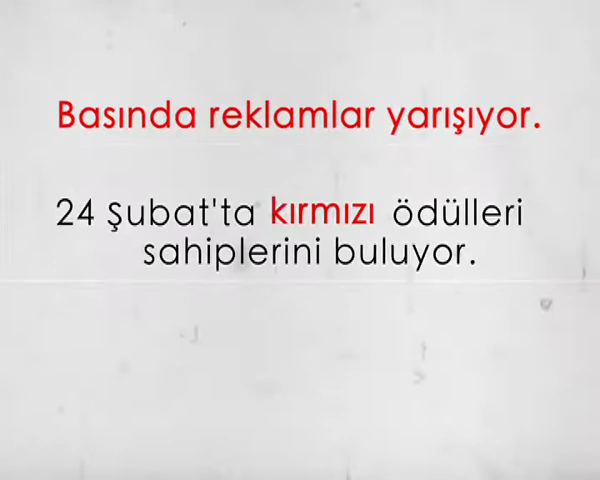 Basında reklamlar yarışıyor.
24 Şubat'ta kırmızı ödülleri
sahiplerini buluyor.